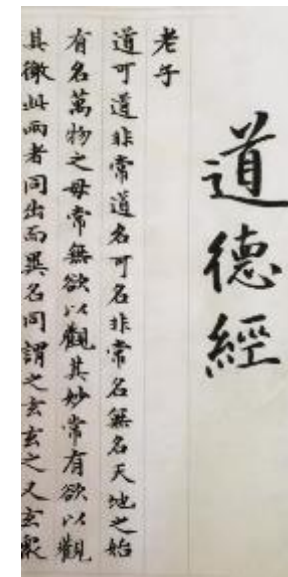 道德經
老子
道可道非常道名可名非常名無名天地之始
有名萬物之母常無欲以觀其妙常有欲以觀
其徼此兩者同出而異名同謂之玄玄之又玄眾